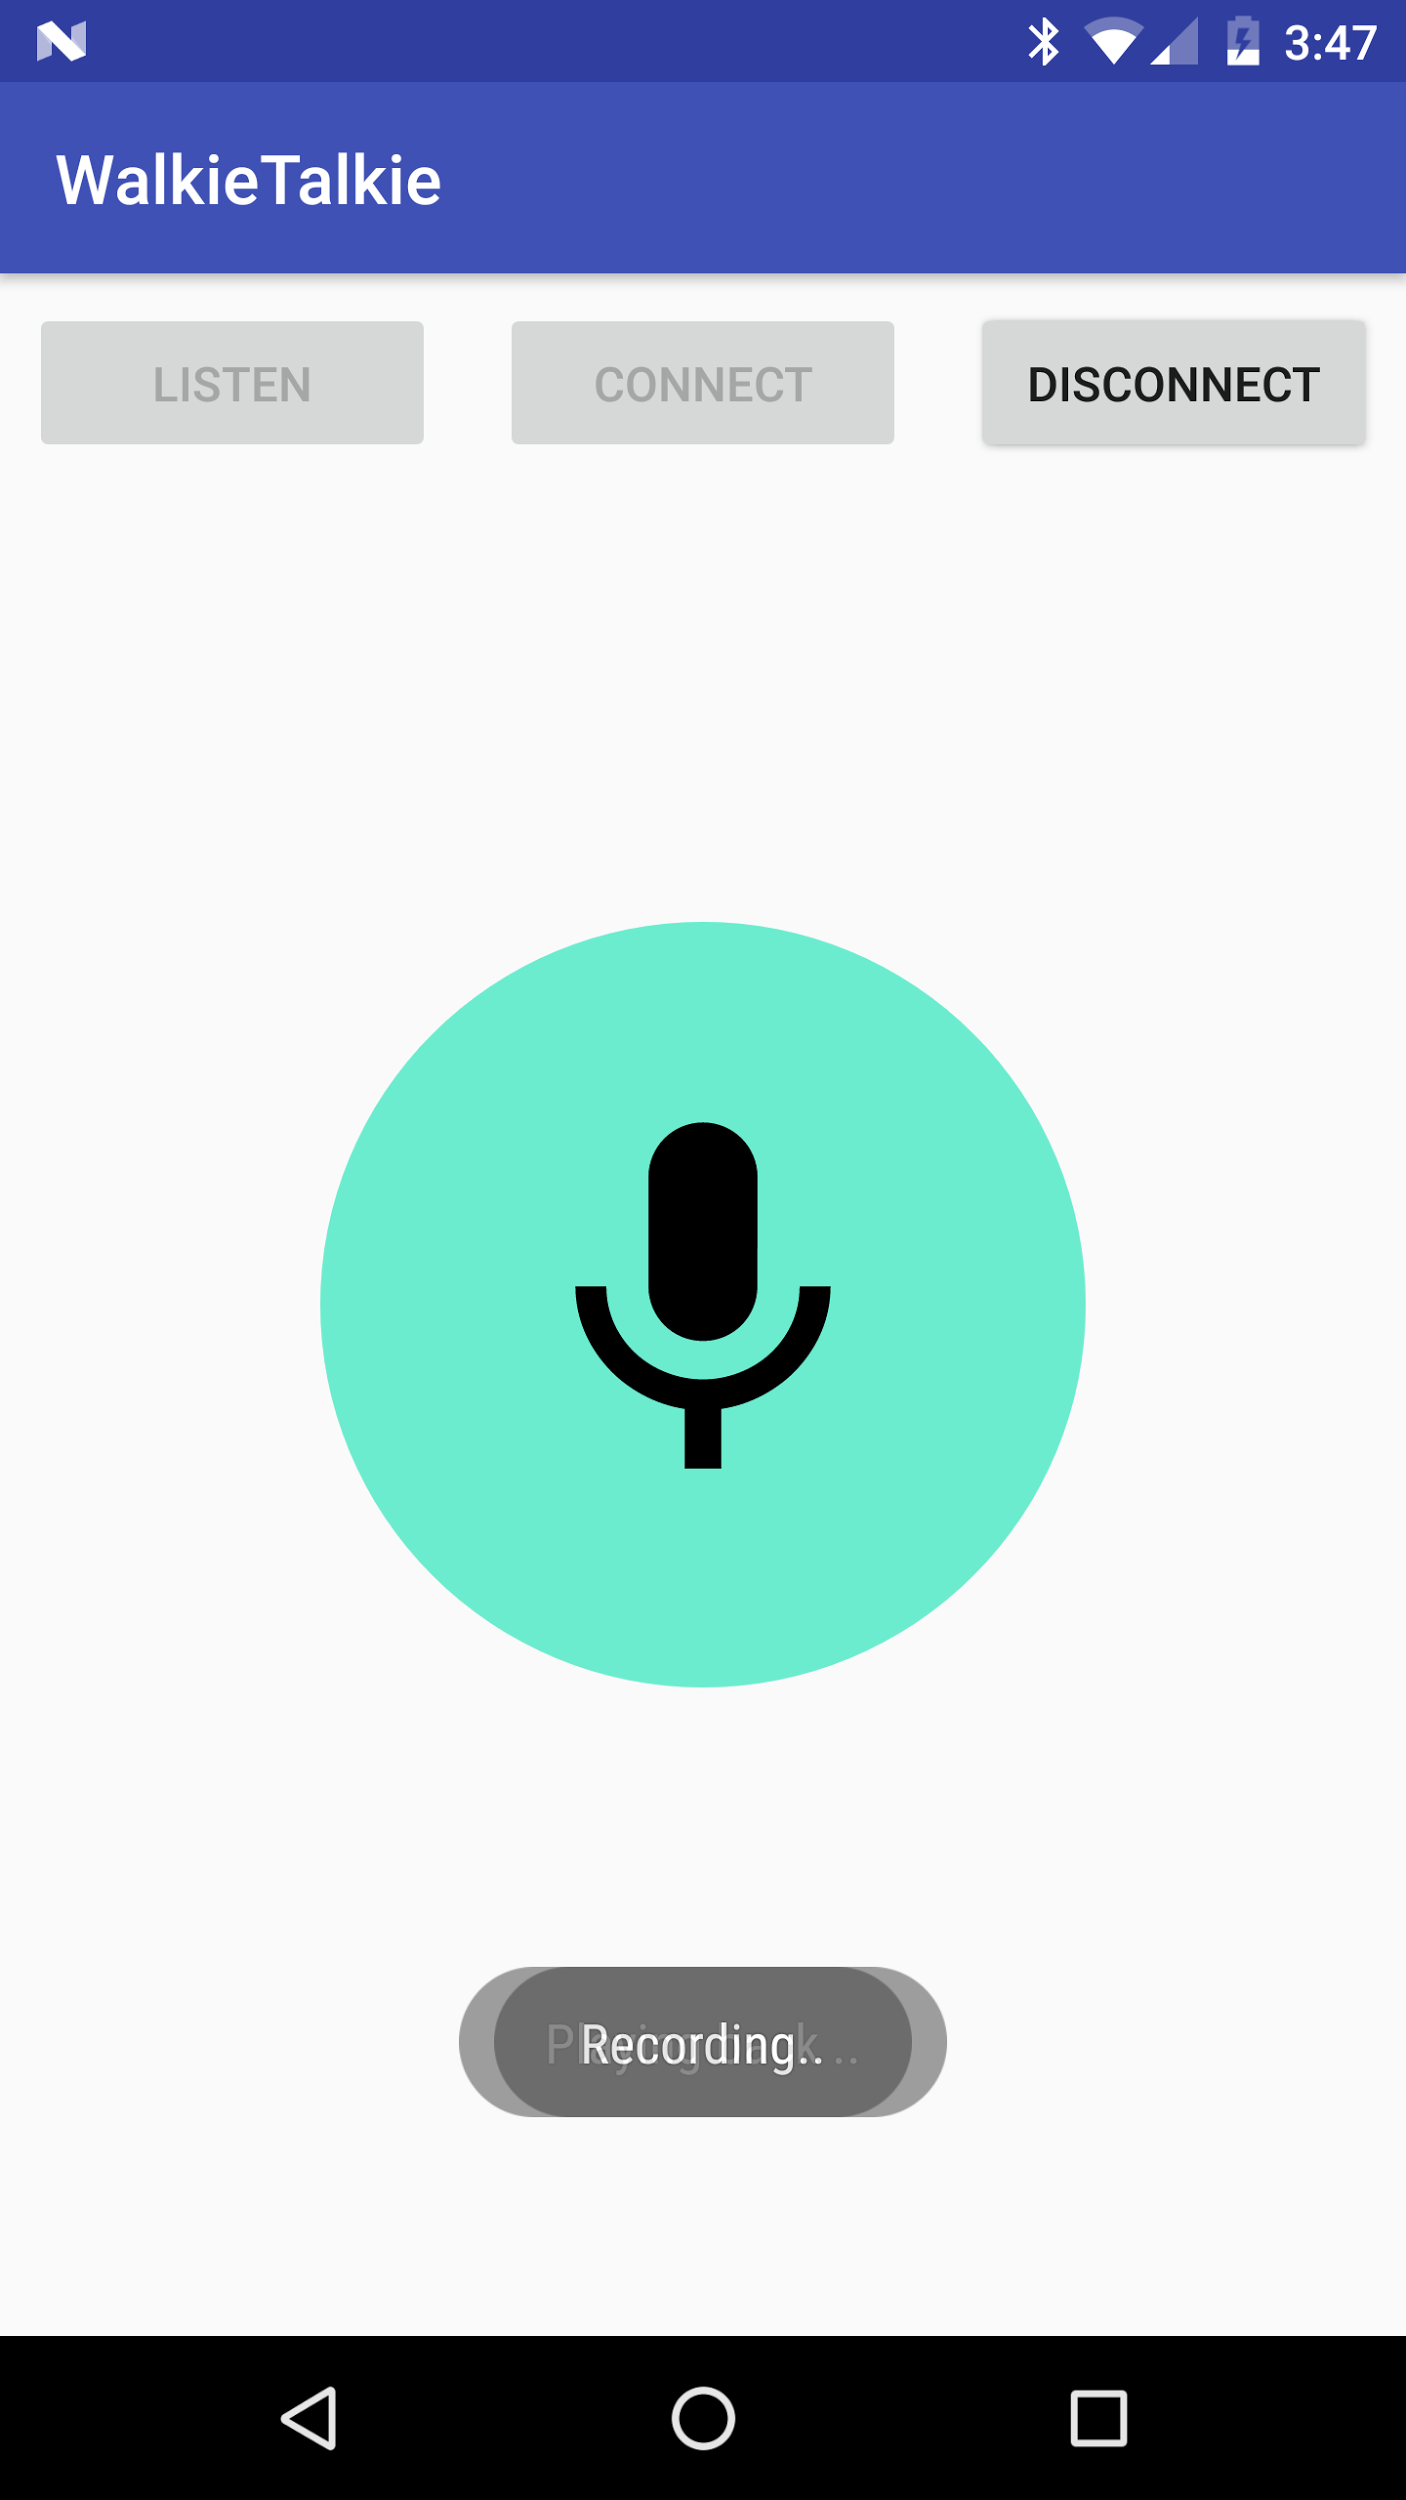 3:47
WalkieTalkie
LISTEN CONNECT DISCONNECT
Recording...